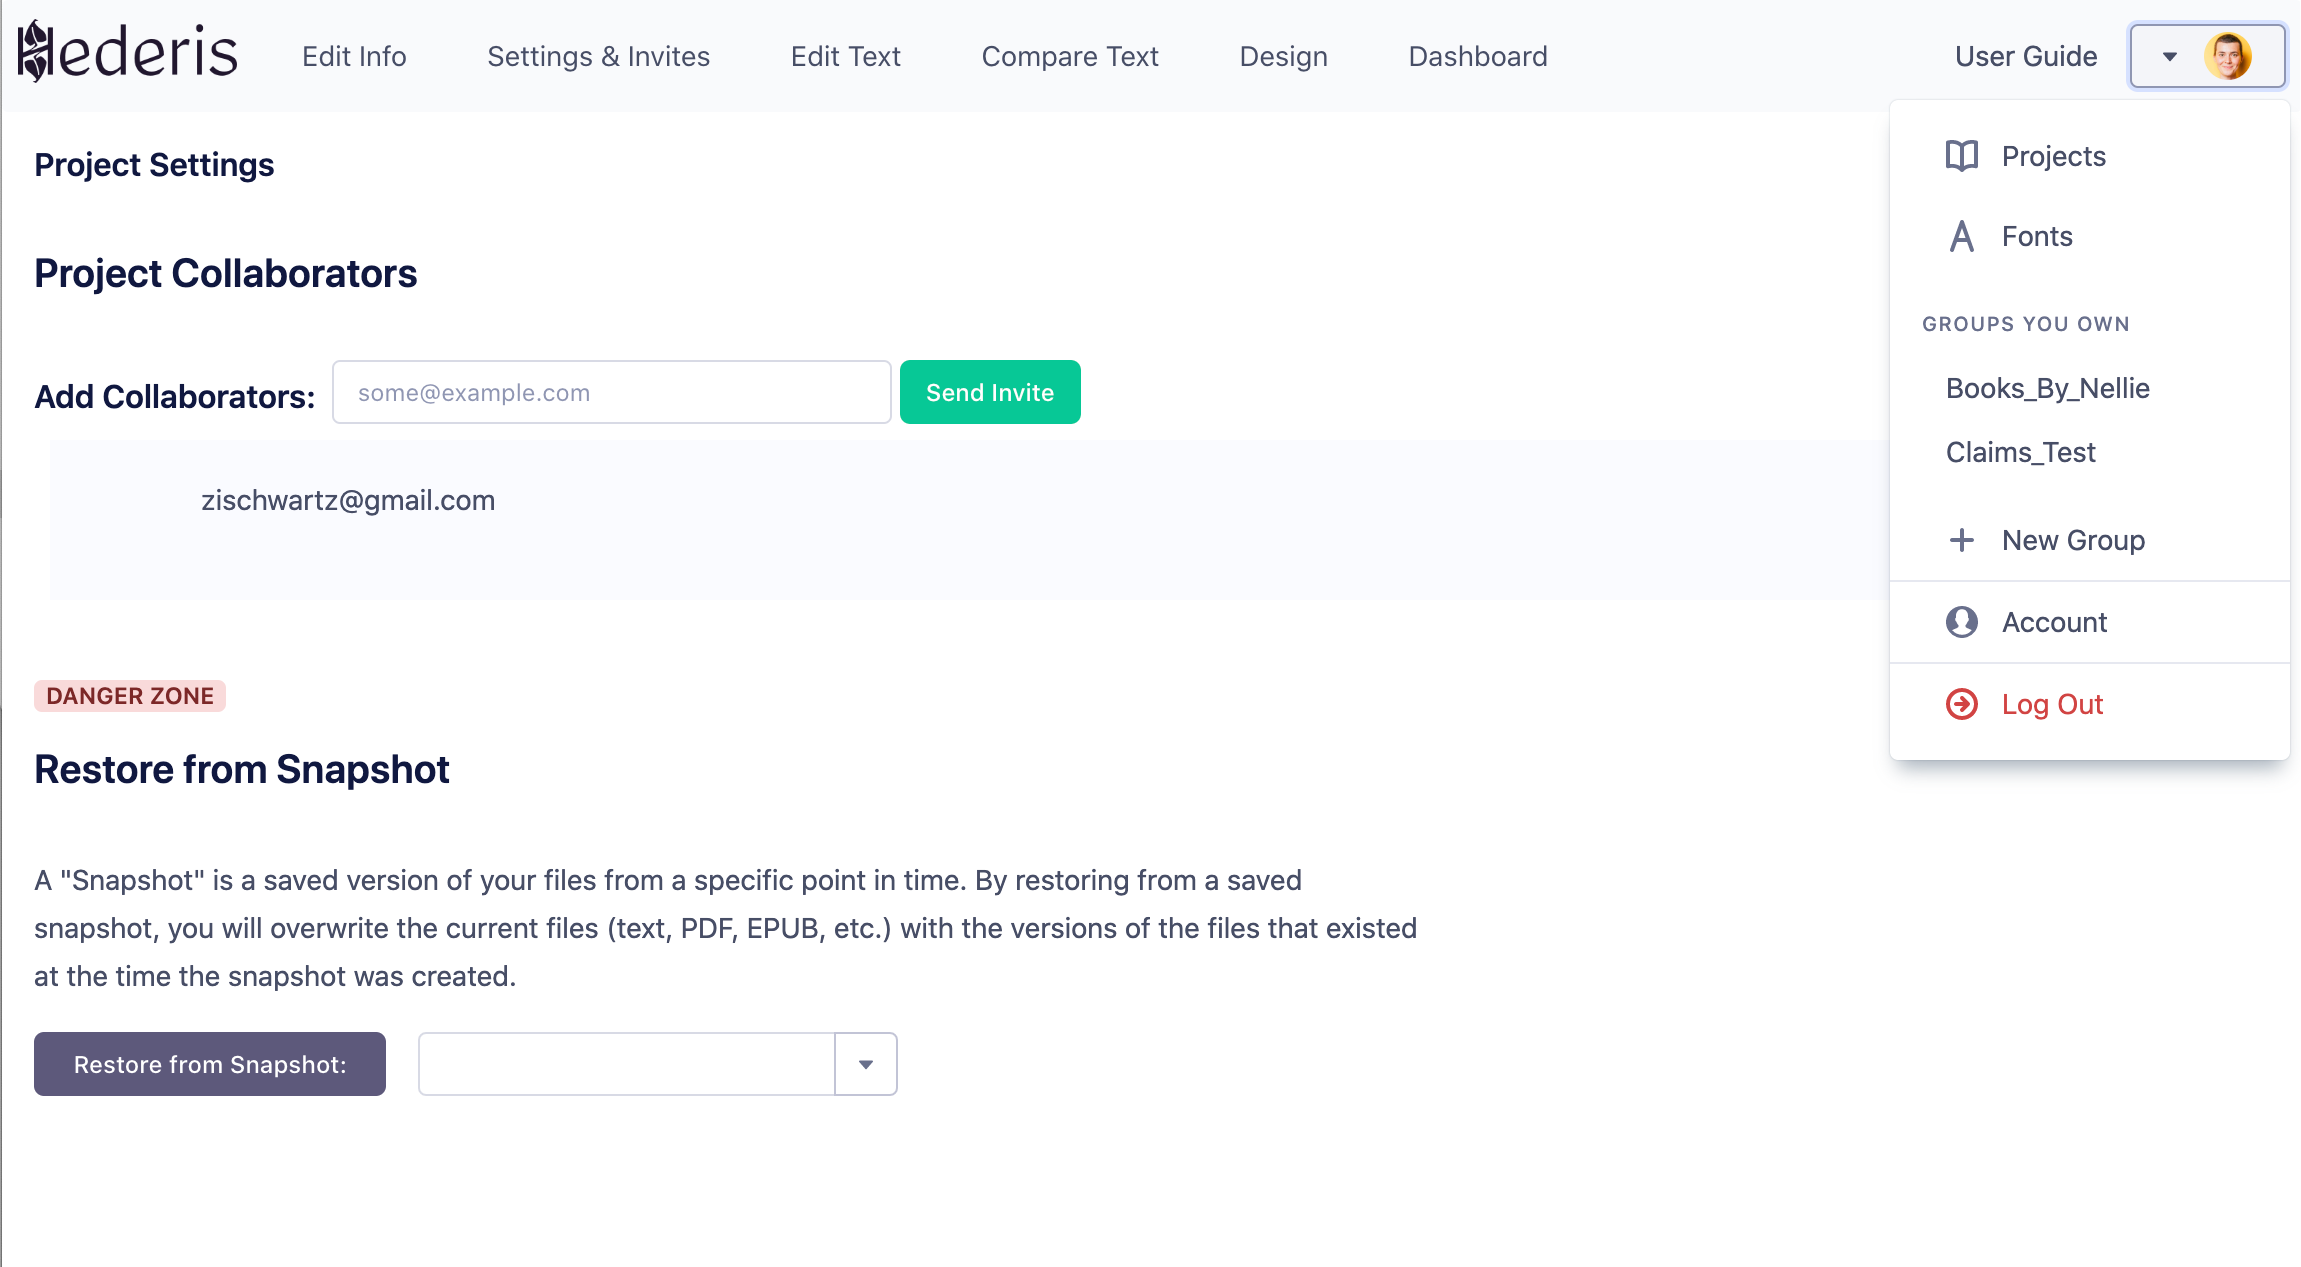 Hederis
Edit Info
Settings & Invites
Edit Text
Compare Text
Design
Dashboard
User Guide
Project Settings
Project Collaborators
Add Collaborators:
some@example.com
Send Invite
zischwartz@gmail.com
DANGER ZONE
Restore from Snapshot
A "Snapshot" is a saved version of your files from a specific point in time. By restoring from a saved
snapshot, you will overwrite the current files (text, PDF, EPUB, etc.) with the versions of the files that existed
at the time the snapshot was created.
Restore from Snapshot:
Projects
Fonts
GROUPS YOU OWN
Books_By_Nellie
Claims_Test
New Group
Account
Log Out